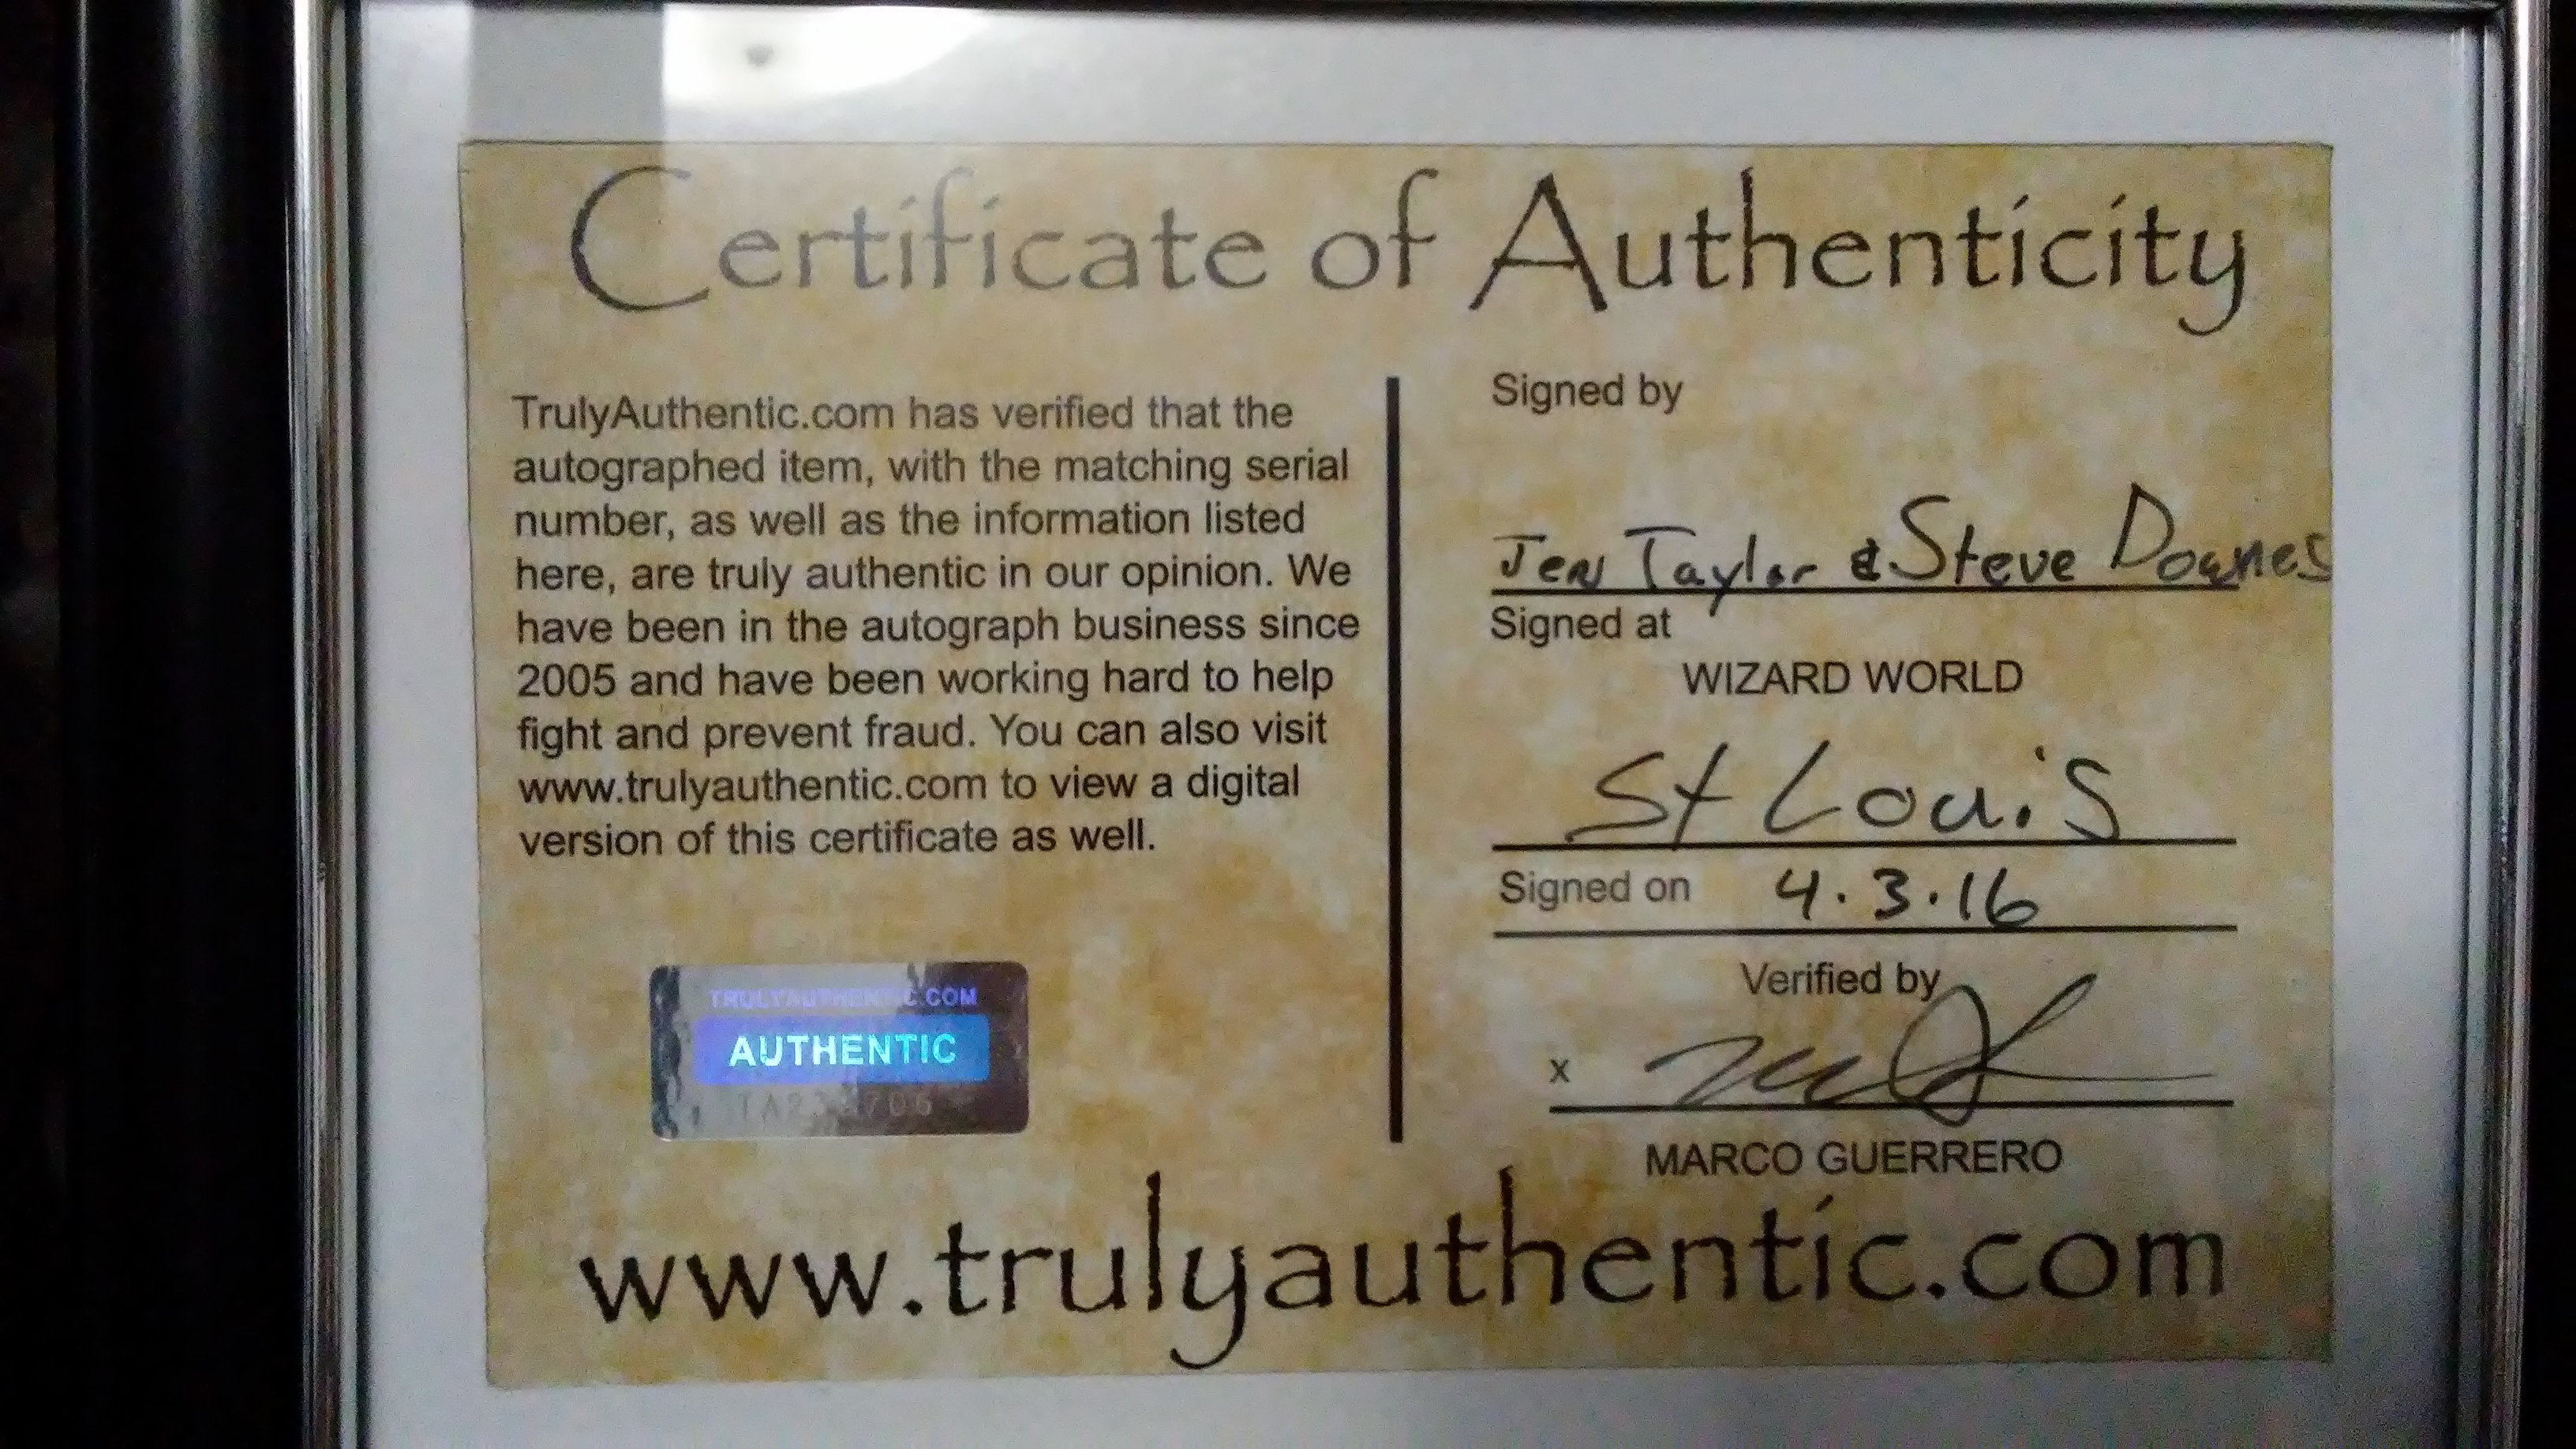 Certificate of Authenticity
TrulyAuthentic.com has verified that the
autographed item, with the matching serial
number, as well as the information listed
here, are truly authentic in our opinion. We
have been in the autograph business since
2005 and have been working hard to help
fight and prevent fraud. You can also visit
www.trulyauthentic.com to view a digital
version of this certificate as well.
TRULYAUTHENTIC.COM
AUTHENTIC
Signed by
Jen Taylor & Steve Downes
Signed at
WIZARD WORLD
St Louis
Signed on 4.3.16
Verified by
x
MARCO GUERRERO
www.trulyauthentic.com